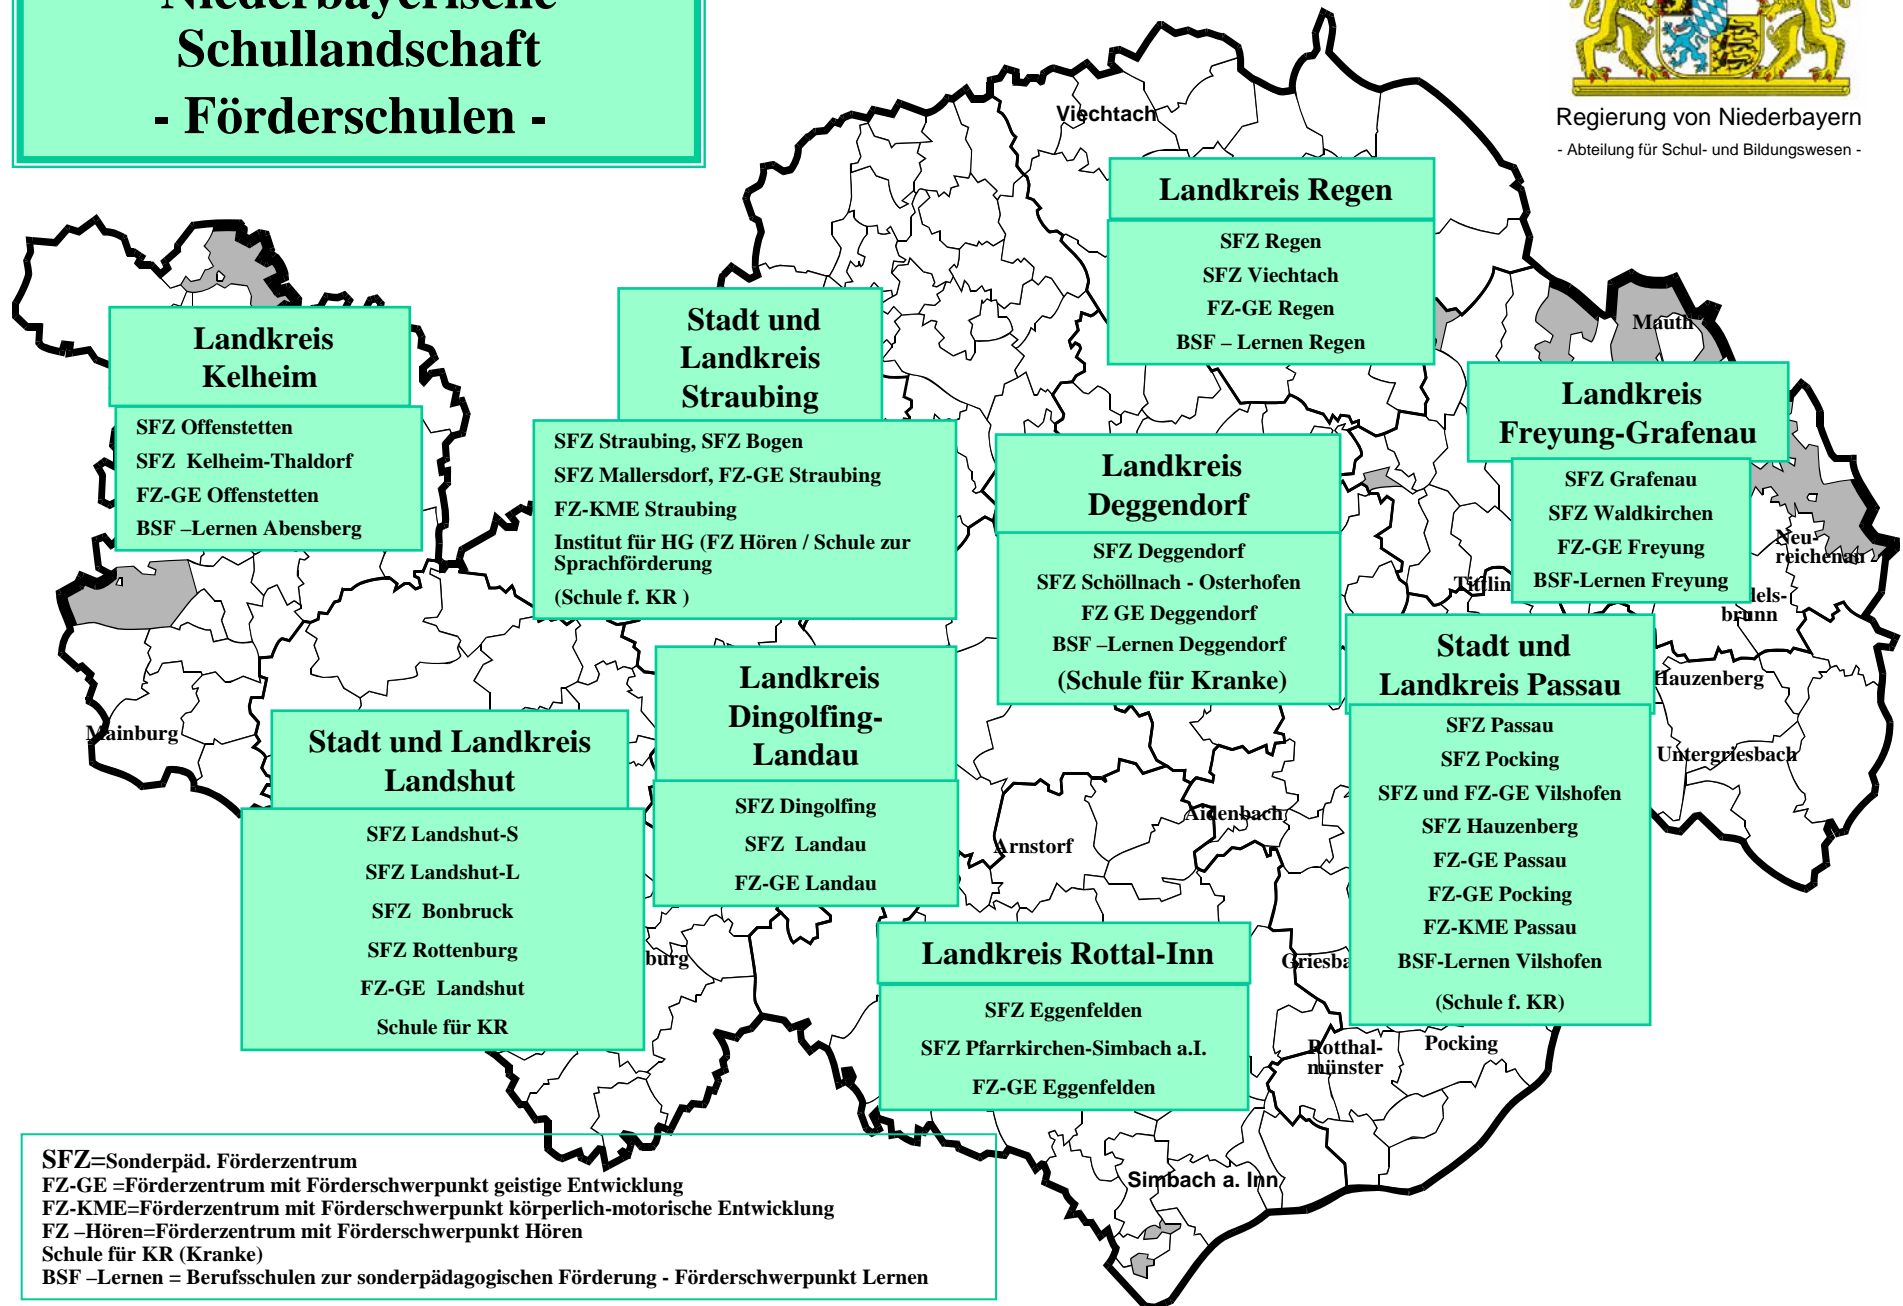 Niederbayerische
Schullandschaft
- Förderschulen -
Regierung von Niederbayern
- Abteilung für Schul- und Bildungswesen -
Viechtach
Landkreis Regen
SFZ Regen
SFZ Viechtach
FZ-GE Regen
BSF – Lernen Regen
Mauth
Landkreis
Kelheim
SFZ Offenstetten
SFZ Kelheim-Thaldorf
FZ-GE Offenstetten
BSF –Lernen Abensberg
Stadt und
Landkreis
Straubing
SFZ Straubing, SFZ Bogen
SFZ Mallersdorf, FZ-GE Straubing
FZ-KME Straubing
Institut für HG (FZ Hören / Schule zur
Sprachförderung
(Schule f. KR )
Landkreis
Deggendorf
SFZ Deggendorf
SFZ Schöllnach - Osterhofen
FZ GE Deggendorf
BSF –Lernen Deggendorf
(Schule für Kranke)
Landkreis
Freyung-Grafenau
SFZ Grafenau
SFZ Waldkirchen
FZ-GE Freyung
BSF-Lernen Freyung
Neu-
reichenau
Tittlin
dels-
brunn
Hauzenberg
Untergriesbach
Stadt und
Landkreis Passau
SFZ Passau
SFZ Pocking
SFZ und FZ-GE Vilshofen
SFZ Hauzenberg
FZ-GE Passau
FZ-GE Pocking
FZ-KME Passau
BSF-Lernen Vilshofen
(Schule f. KR)
Mainburg
Stadt und Landkreis
Landshut
SFZ Landshut-S
SFZ Landshut-L
SFZ Bonbruck
SFZ Rottenburg
FZ-GE Landshut
Schule für KR
Landkreis
Dingolfing-
Landau
SFZ Dingolfing
SFZ Landau
FZ-GE Landau
burg
Arnstorf
Aidenbach
Landkreis Rottal-Inn
SFZ Eggenfelden
SFZ Pfarrkirchen-Simbach a.I.
FZ-GE Eggenfelden
Griesba
Rotthal-
münster
Pocking
Simbach a. Inn
SFZ=Sonderpäd. Förderzentrum
FZ-GE =Förderzentrum mit Förderschwerpunkt geistige Entwicklung
FZ-KME=Förderzentrum mit Förderschwerpunkt körperlich-motorische Entwicklung
FZ –Hören=Förderzentrum mit Förderschwerpunkt Hören
Schule für KR (Kranke)
BSF –Lernen = Berufsschulen zur sonderpädagogischen Förderung - Förderschwerpunkt Lernen